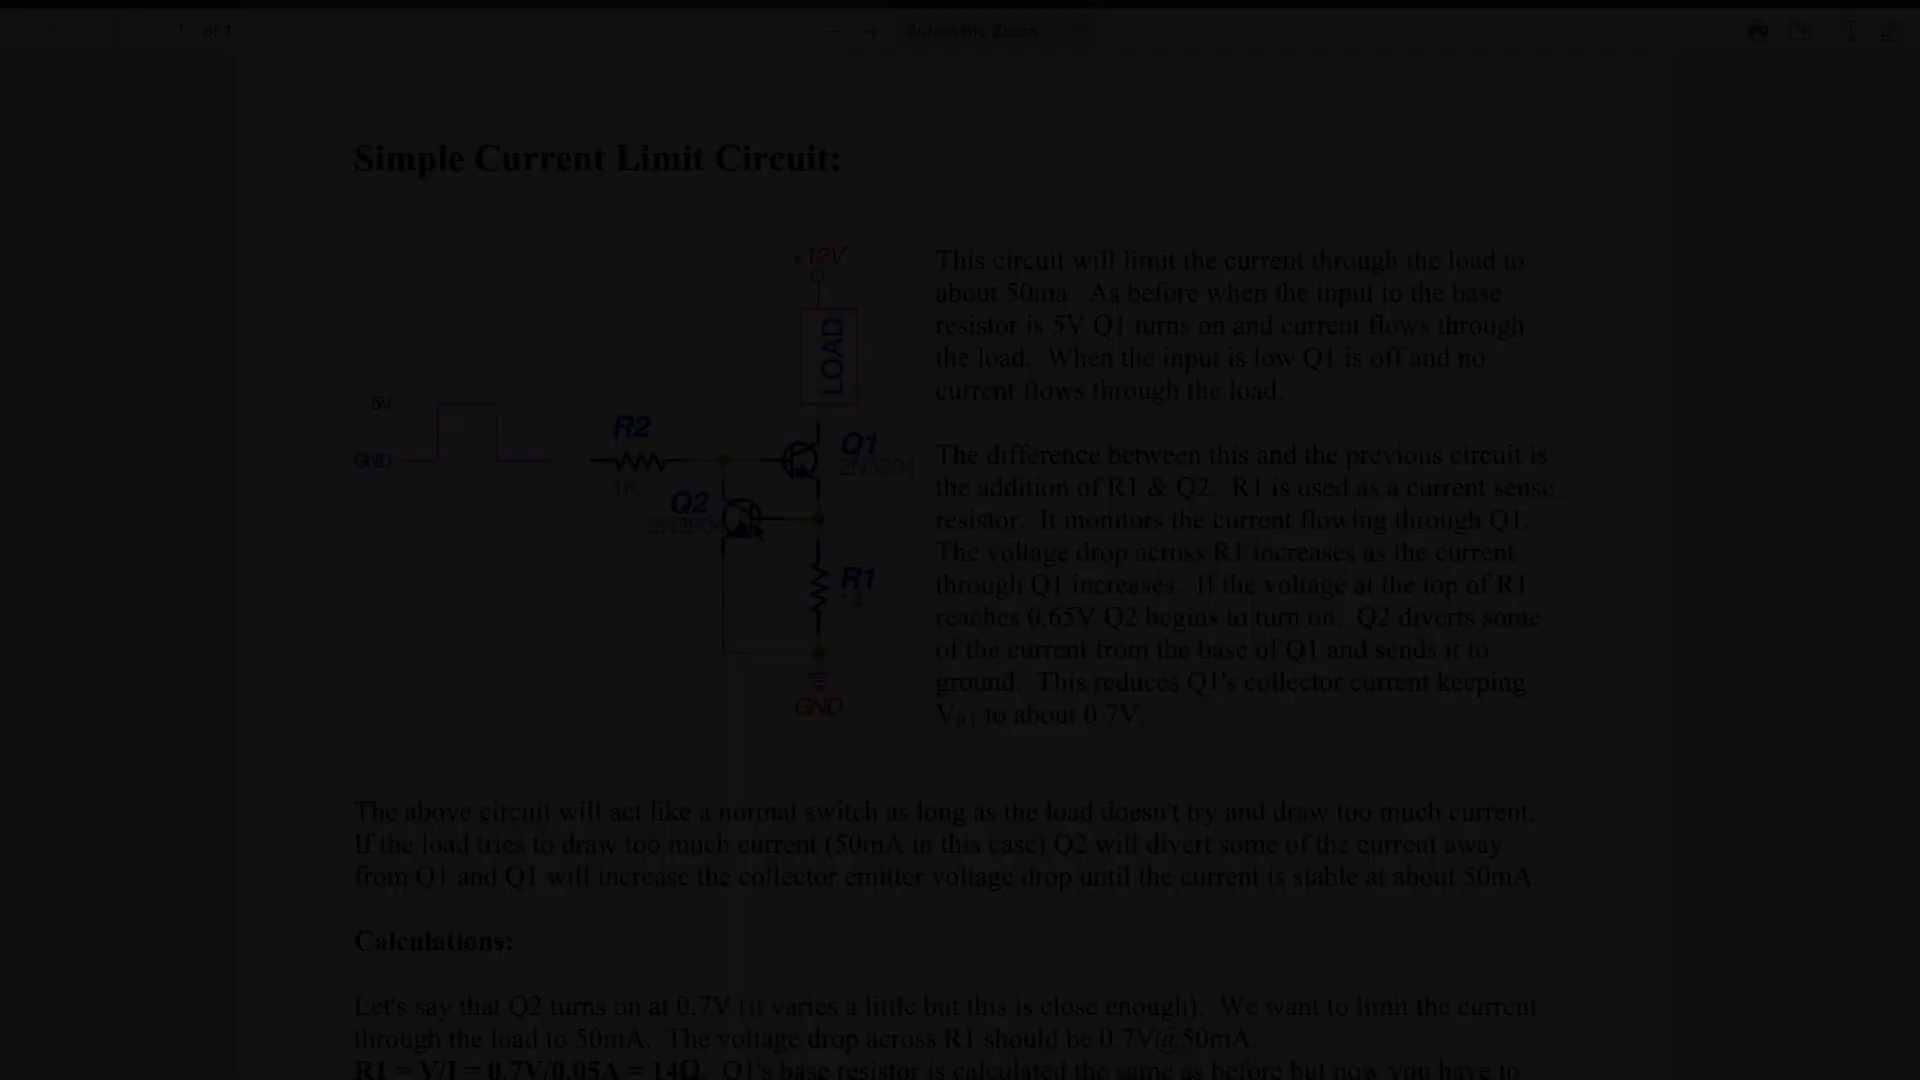 1 of 1
− + Automatic Zoom
Simple Current Limit Circuit:
+12V
LOAD
5V
GND
R2
1K
Q1
Q2
R1
14
GND
This circuit will limit the current through the load to
about 50ma. As before when the input to the base
resistor is 5V Q1 turns on and current flows through
the load. When the input is low Q1 is off and no
current flows through the load.
The difference between this and the previous circuit is
the addition of R1 & Q2. R1 is used as a current sense
resistor. It monitors the current flowing through Q1.
The voltage drop across R1 increases as the current
through Q1 increases. If the voltage at the top of R1
reaches 0.65V Q2 begins to turn on. Q2 diverts some
of the current from the base of Q1 and sends it to
ground. This reduces Q1's collector current keeping
VR1 to about 0.7V.
The above circuit will act like a normal switch as long as the load doesn't try and draw too much current.
If the load tries to draw too much current (50mA in this case) Q2 will divert some of the current away
from Q1 and Q1 will increase the collector emitter voltage drop until the current is stable at about 50mA.
Calculations:
Let's say that Q2 turns on at 0.7V (it varies a little but this is close enough). We want to limit the current
through the load to 50mA. The voltage drop across R1 should be 0.7V@50mA.
R1 = V/I = 0.7V/0.05A = 14Ω. Q1's base resistor is calculated the same as before but now you have to